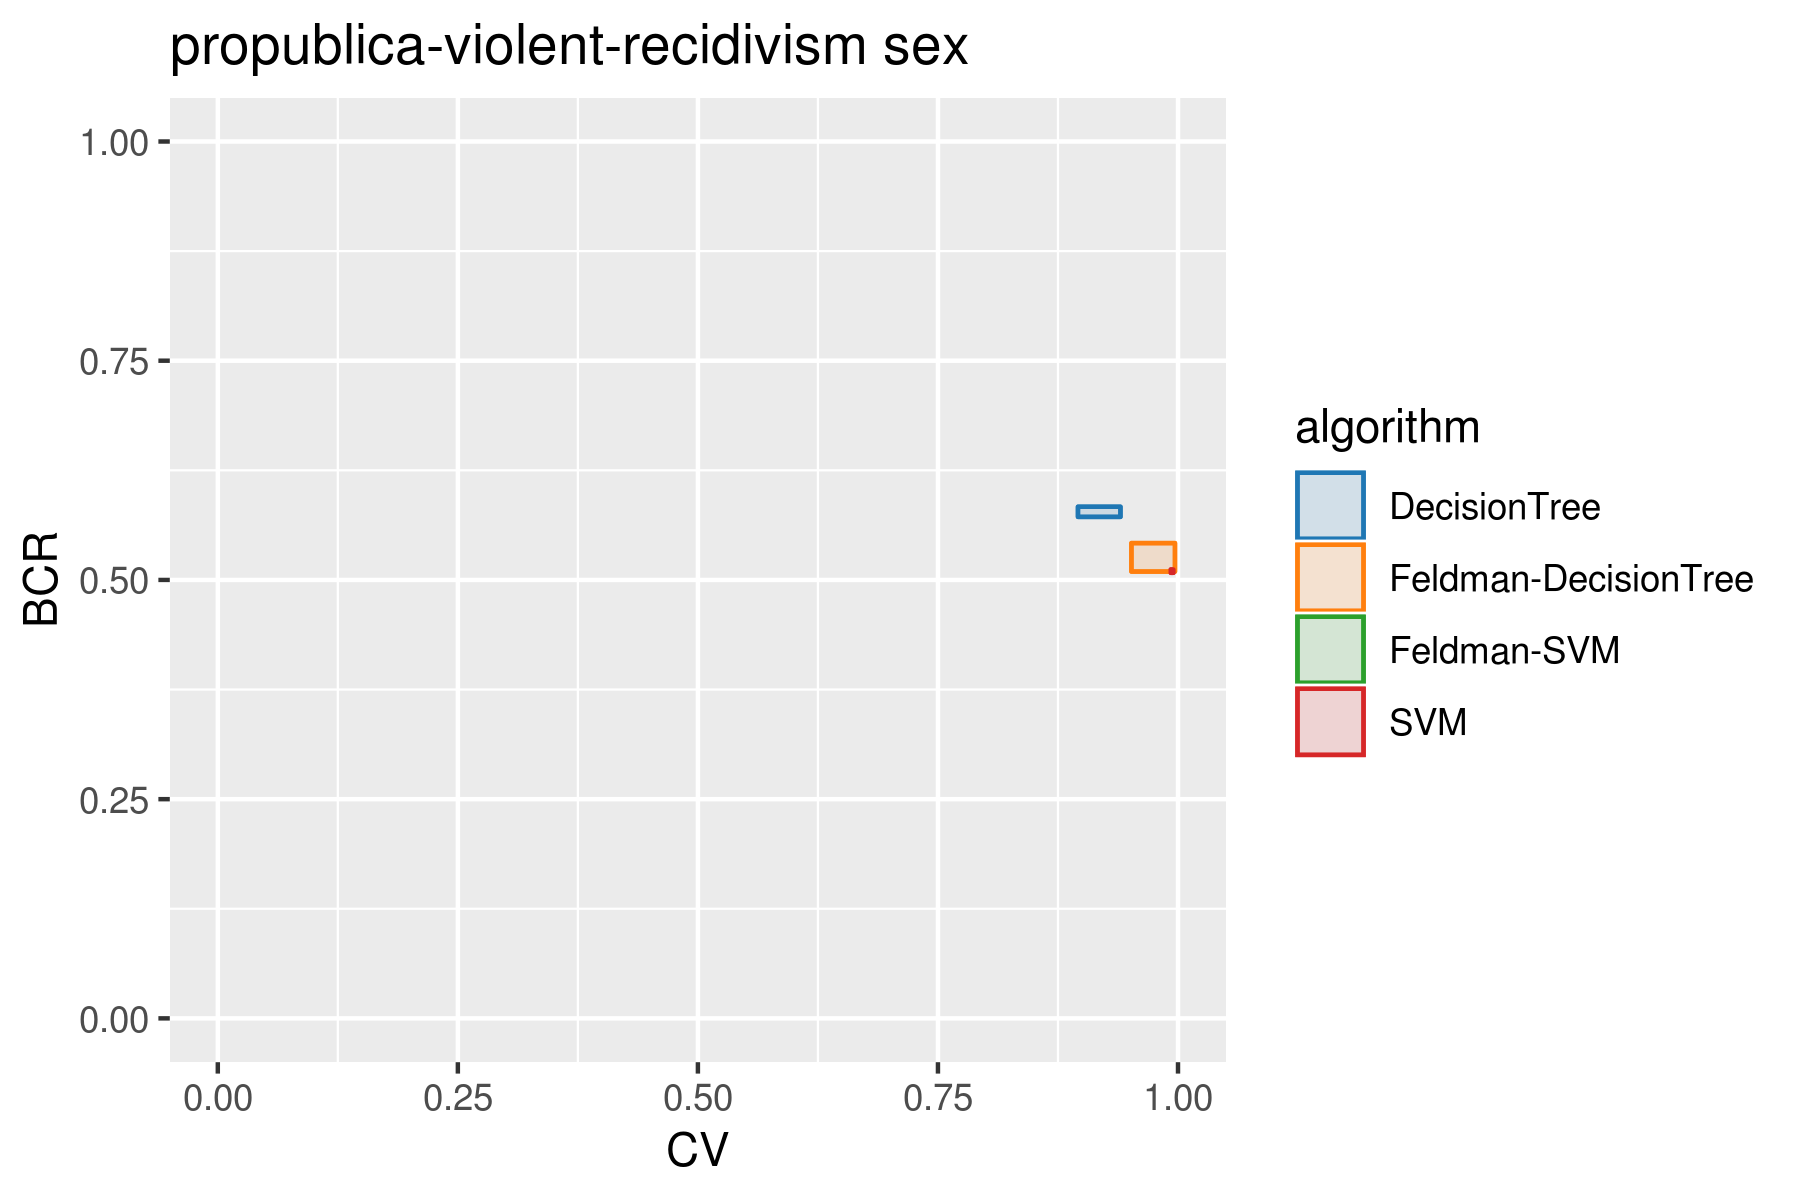 propublica-violent-recidivism sex
1.00
0.75
0.50
0.25
0.00
BCR
0.00 0.25 0.50 0.75 1.00
CV
algorithm
DecisionTree
Feldman-DecisionTree
Feldman-SVM
SVM